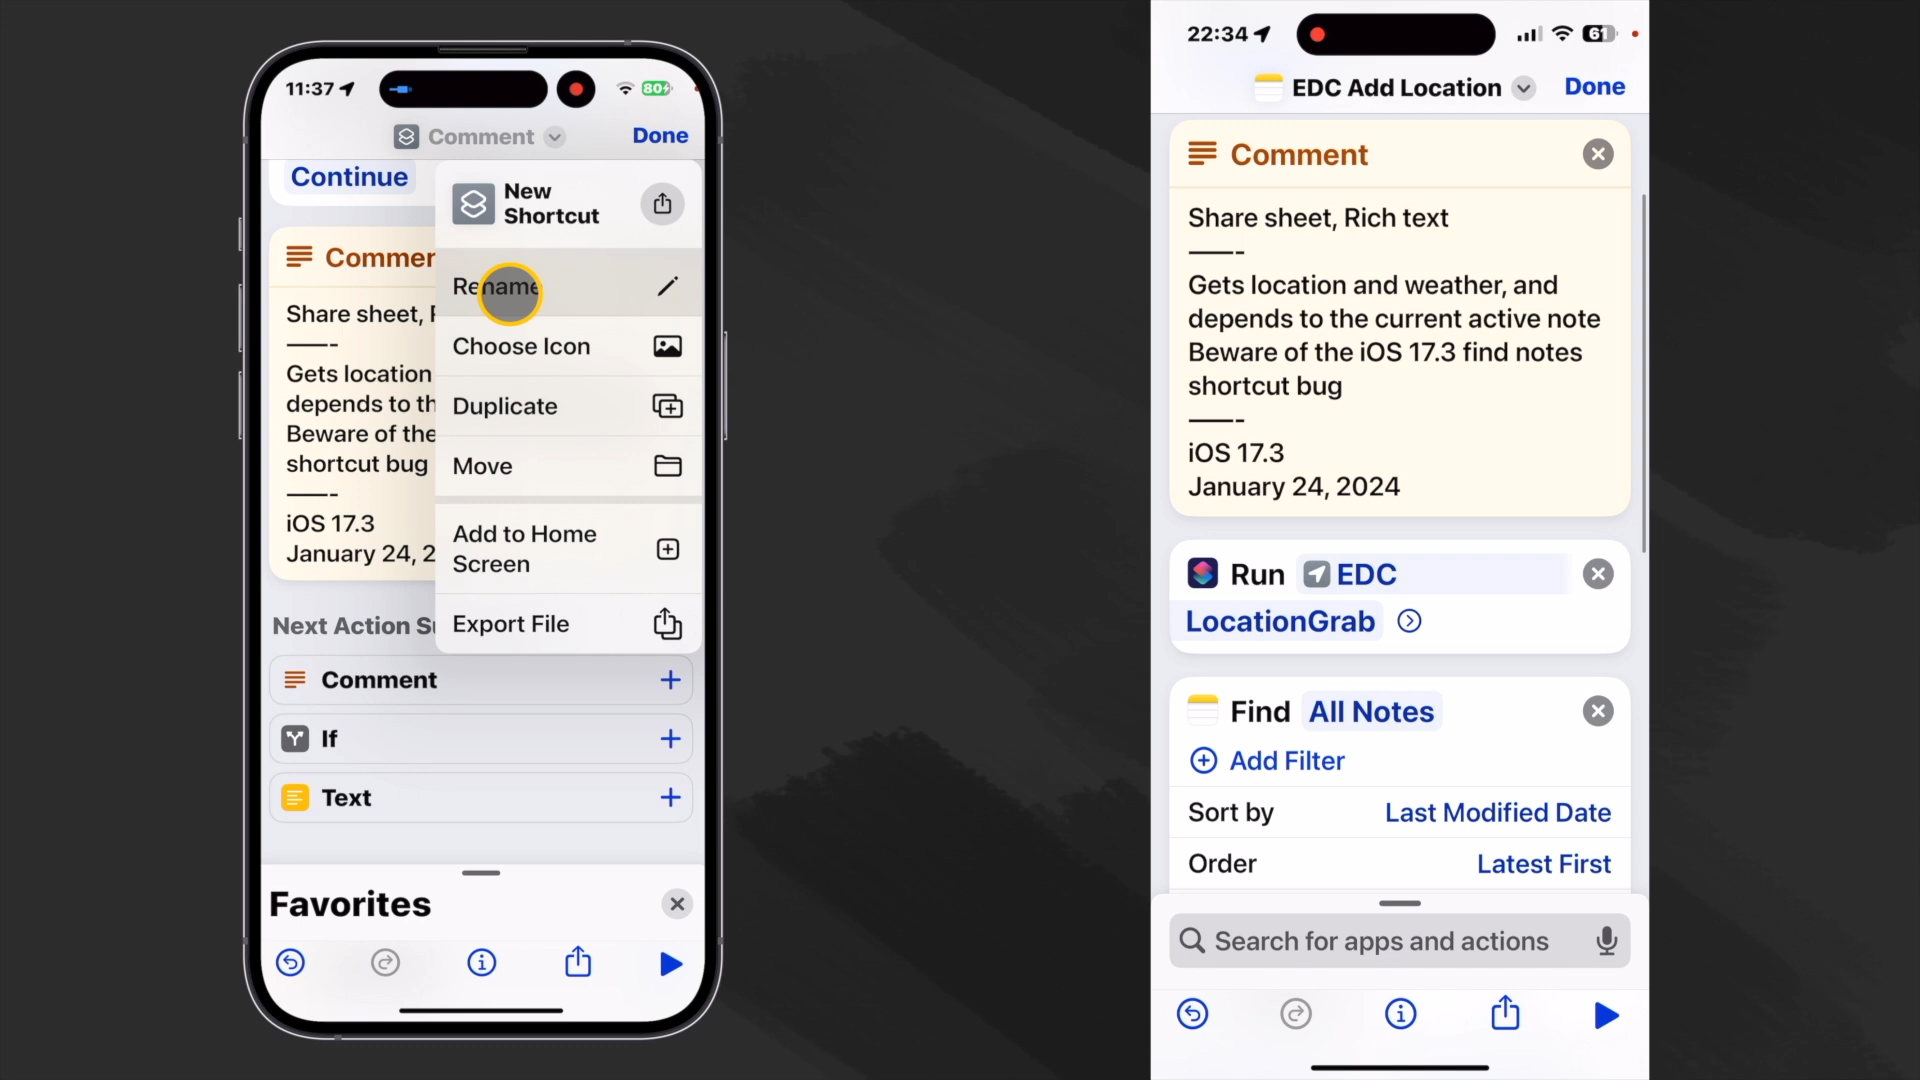 11:37
80
Comment
Done
Continue
New
Shortcut
Rename
Choose Icon
Duplicate
Move
Add to Home
Screen
Export File
Commen
Share sheet,
——-
Gets location
depends to th
Beware of the
shortcut bug
——-
iOS 17.3
January 24, 2
Next Action Su
Comment
If
Text
Favorites
22:34
61
EDC Add Location
Done
Comment
Share sheet, Rich text
——-
Gets location and weather, and
depends to the current active note
Beware of the iOS 17.3 find notes
shortcut bug
——-
iOS 17.3
January 24, 2024
Run EDC
LocationGrab
Find All Notes
Add Filter
Sort by Last Modified Date
Order Latest First
Search for apps and actions